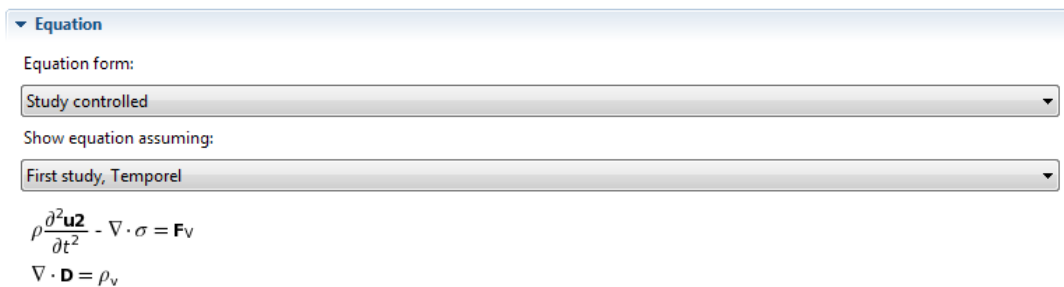 Equation
Equation form:
Study controlled
Show equation assuming:
First study, Temporel
ρ ∂²u2/∂t² - ∇ · σ = Fv
∇ · D = ρv